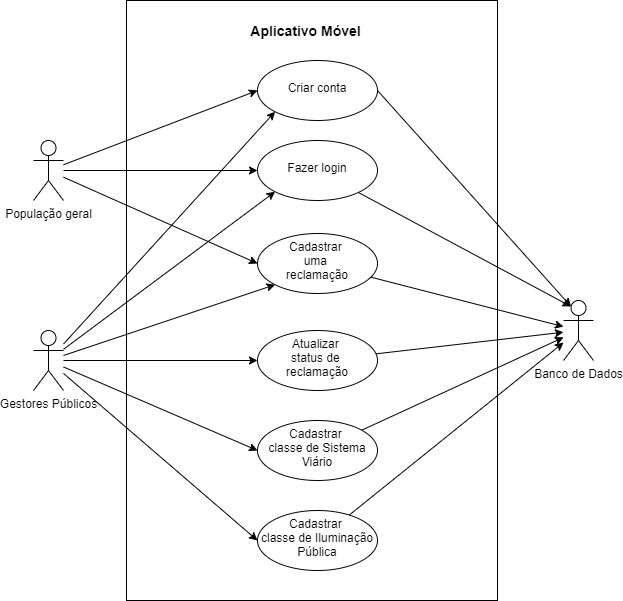 Aplicativo Móvel
Criar conta
Fazer login
População geral
Cadastrar
uma
reclamação
Atualizar
status de
reclamação
Gestores Públicos
Banco de Dados
Cadastrar
classe de Sistema
Viário
Cadastrar
classe de Iluminação
Pública